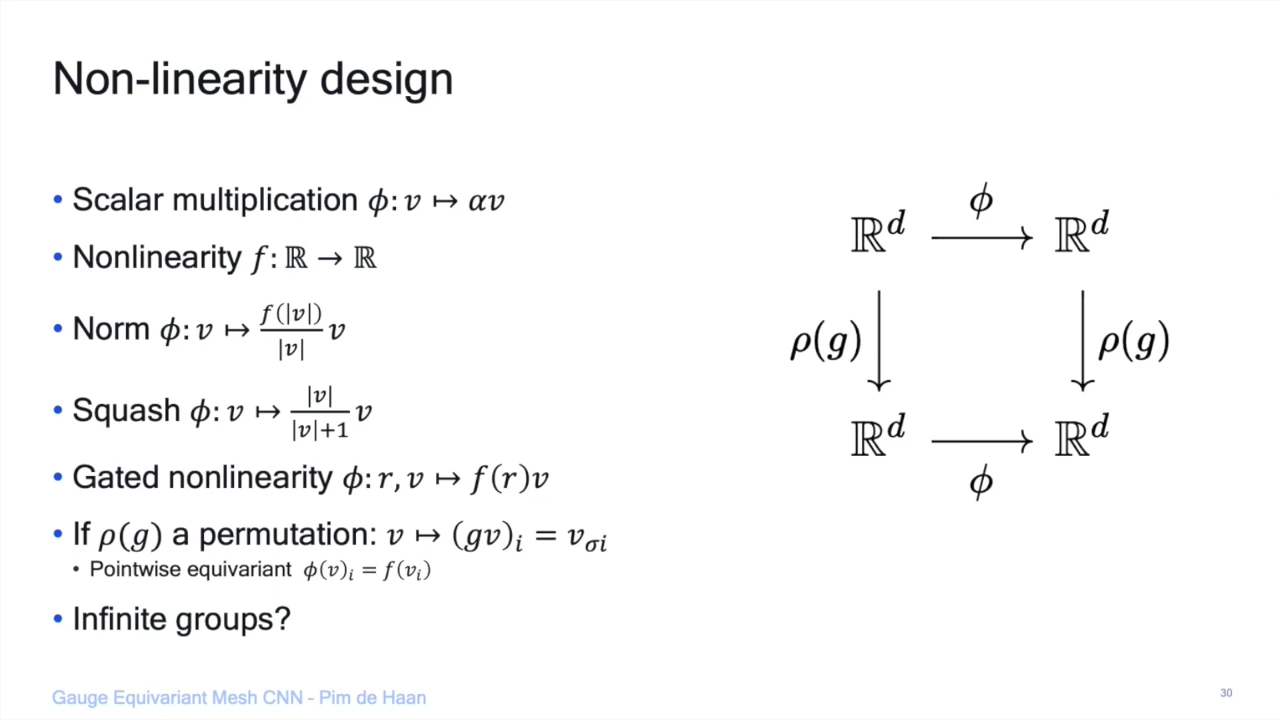 Non-linearity design
• Scalar multiplication ϕ: v ↦ αv
• Nonlinearity f: ℝ → ℝ
• Norm ϕ: v ↦ f(|v|)/|v| v
• Squash ϕ: v ↦ |v|/(|v|+1) v
• Gated nonlinearity ϕ: r, v ↦ f(r)v
• If ρ(g) a permutation: v ↦ (gv)ᵢ = v_σi
• Pointwise equivariant ϕ(v)ᵢ = f(vᵢ)
• Infinite groups?
ϕ
ℝᵈ ⟶ ℝᵈ
ρ(g) ↓ ↓ ρ(g)
ℝᵈ ⟶ ℝᵈ
ϕ
Gauge Equivariant Mesh CNN - Pim de Haan
30